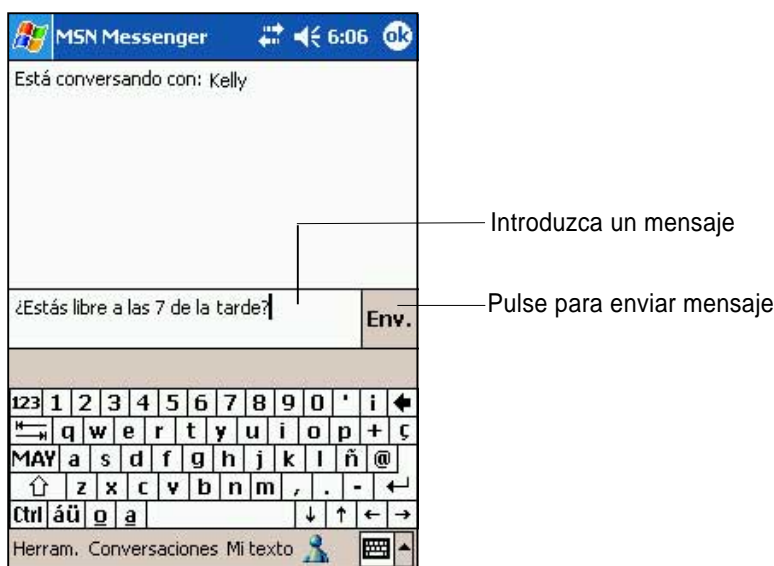 MSN Messenger 6:06 ok
Está conversando con: Kelly
Introduzca un mensaje
¿Estás libre a las 7 de la tarde?
Env.
Pulse para enviar mensaje
123 1 2 3 4 5 6 7 8 9 0 ' ¡
q w e r t y u i o p + ç
MAY a s d f g h j k l ñ @
z x c v b n m , . -
Ctrl áü o a ↓ ↑ ← →
Herram. Conversaciones Mi texto